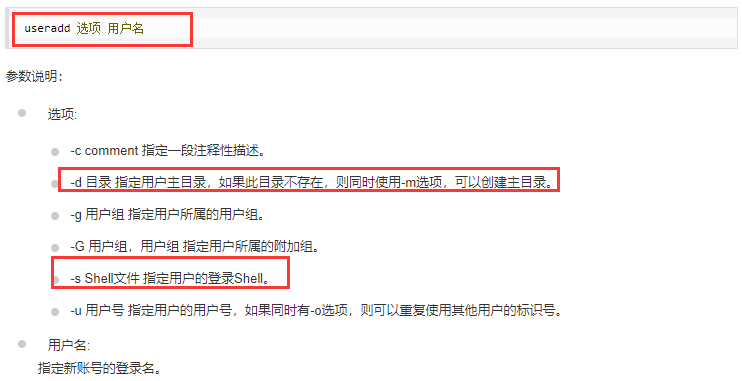 useradd 选项 用户名
参数说明：
选项:
-c comment 指定一段注释性描述。
-d 目录 指定用户主目录，如果此目录不存在，则同时使用-m选项，可以创建主目录。
-g 用户组 指定用户所属的用户组。
-G 用户组，用户组 指定用户所属的附加组。
-s Shell文件 指定用户的登录Shell。
-u 用户号 指定用户的用户号，如果同时有-o选项，则可以重复使用其他用户的标识号。
用户名:
指定新账号的登录名。